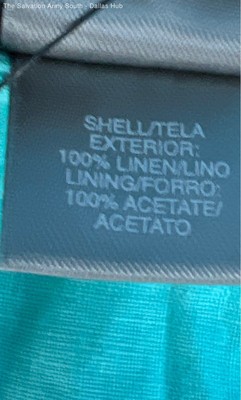 The Salvation Army South - Dallas Hub
SHELL/TELA
EXTERIOR:
100% LINEN/LINO
LINING/FORRO:
100% ACETATE/
ACETATO